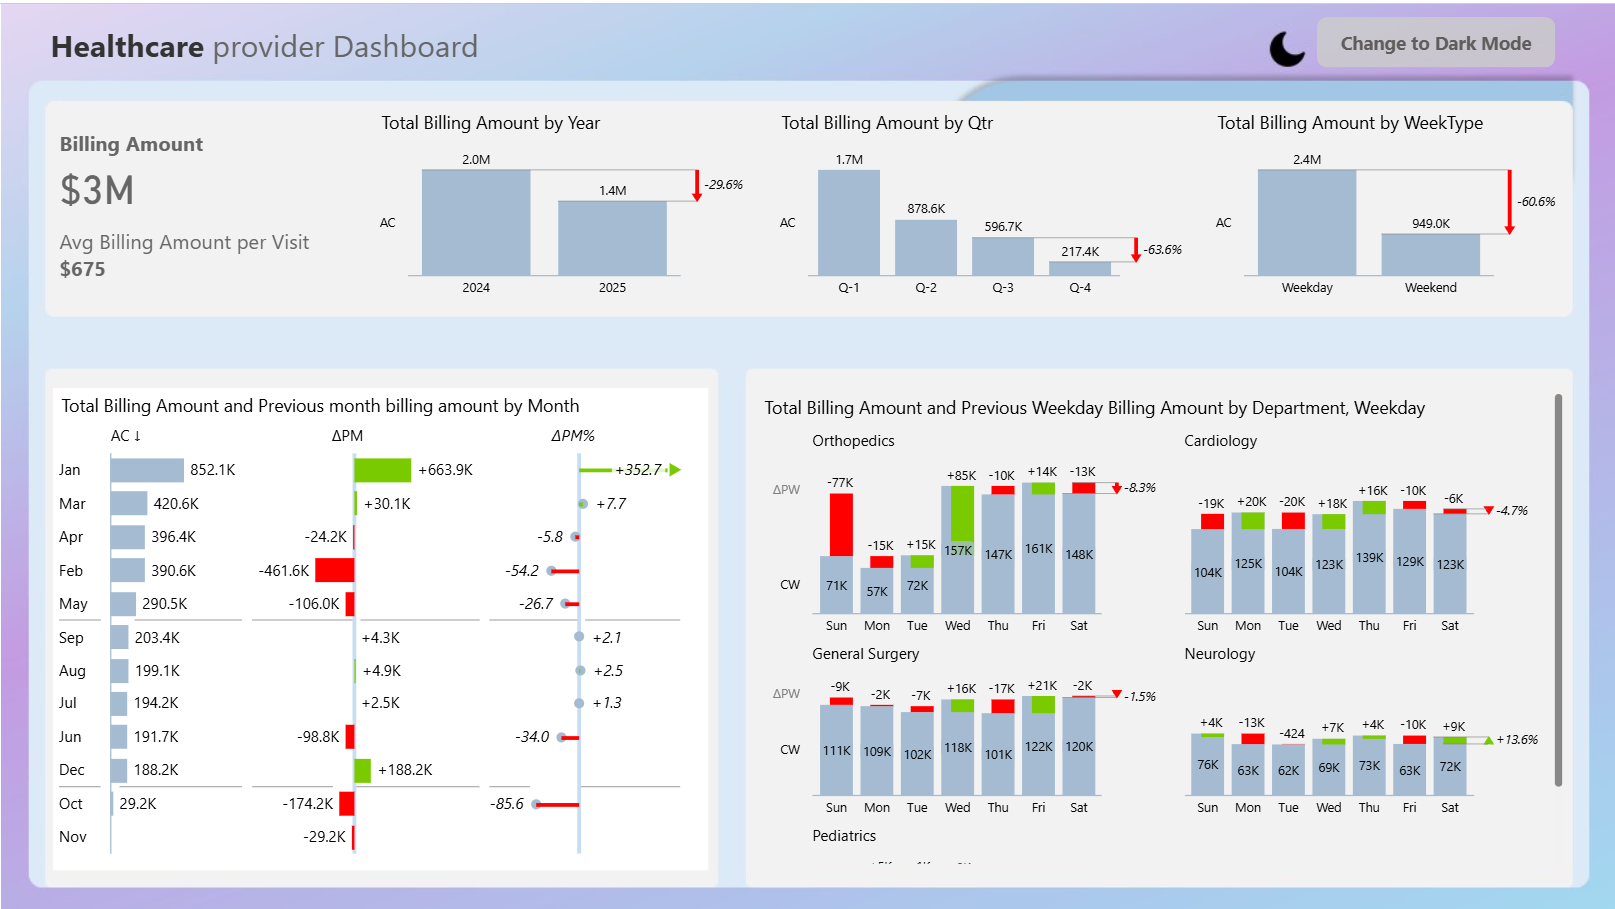 Healthcare provider Dashboard
Change to Dark Mode
Billing Amount
$3M
Avg Billing Amount per Visit
$675
Total Billing Amount by Year
2.0M
1.4M
-29.6%
AC
2024 2025
Total Billing Amount by Qtr
1.7M
878.6K
596.7K
217.4K
-63.6%
AC
Q-1 Q-2 Q-3 Q-4
Total Billing Amount by WeekType
2.4M
949.0K
-60.6%
AC
Weekday Weekend
Total Billing Amount and Previous month billing amount by Month
AC ↓ ΔPM ΔPM%
Jan 852.1K +663.9K +352.7
Mar 420.6K +30.1K +7.7
Apr 396.4K -24.2K -5.8
Feb 390.6K -461.6K -54.2
May 290.5K -106.0K -26.7
Sep 203.4K +4.3K +2.1
Aug 199.1K +4.9K +2.5
Jul 194.2K +2.5K +1.3
Jun 191.7K -98.8K -34.0
Dec 188.2K +188.2K
Oct 29.2K -174.2K -85.6
Nov -29.2K
Total Billing Amount and Previous Weekday Billing Amount by Department, Weekday
Orthopedics
ΔPW
-77K -15K +15K +85K -10K +14K -13K -8.3%
CW
71K 57K 72K 157K 147K 161K 148K
Sun Mon Tue Wed Thu Fri Sat
Cardiology
-19K +20K -20K +18K +16K -10K -6K -4.7%
104K 125K 104K 123K 139K 129K 123K
Sun Mon Tue Wed Thu Fri Sat
General Surgery
ΔPW
-9K -2K -7K +16K -17K +21K -2K -1.5%
CW
111K 109K 102K 118K 101K 122K 120K
Sun Mon Tue Wed Thu Fri Sat
Neurology
+4K -13K -424 +7K +4K -10K +9K +13.6%
76K 63K 62K 69K 73K 63K 72K
Sun Mon Tue Wed Thu Fri Sat
Pediatrics